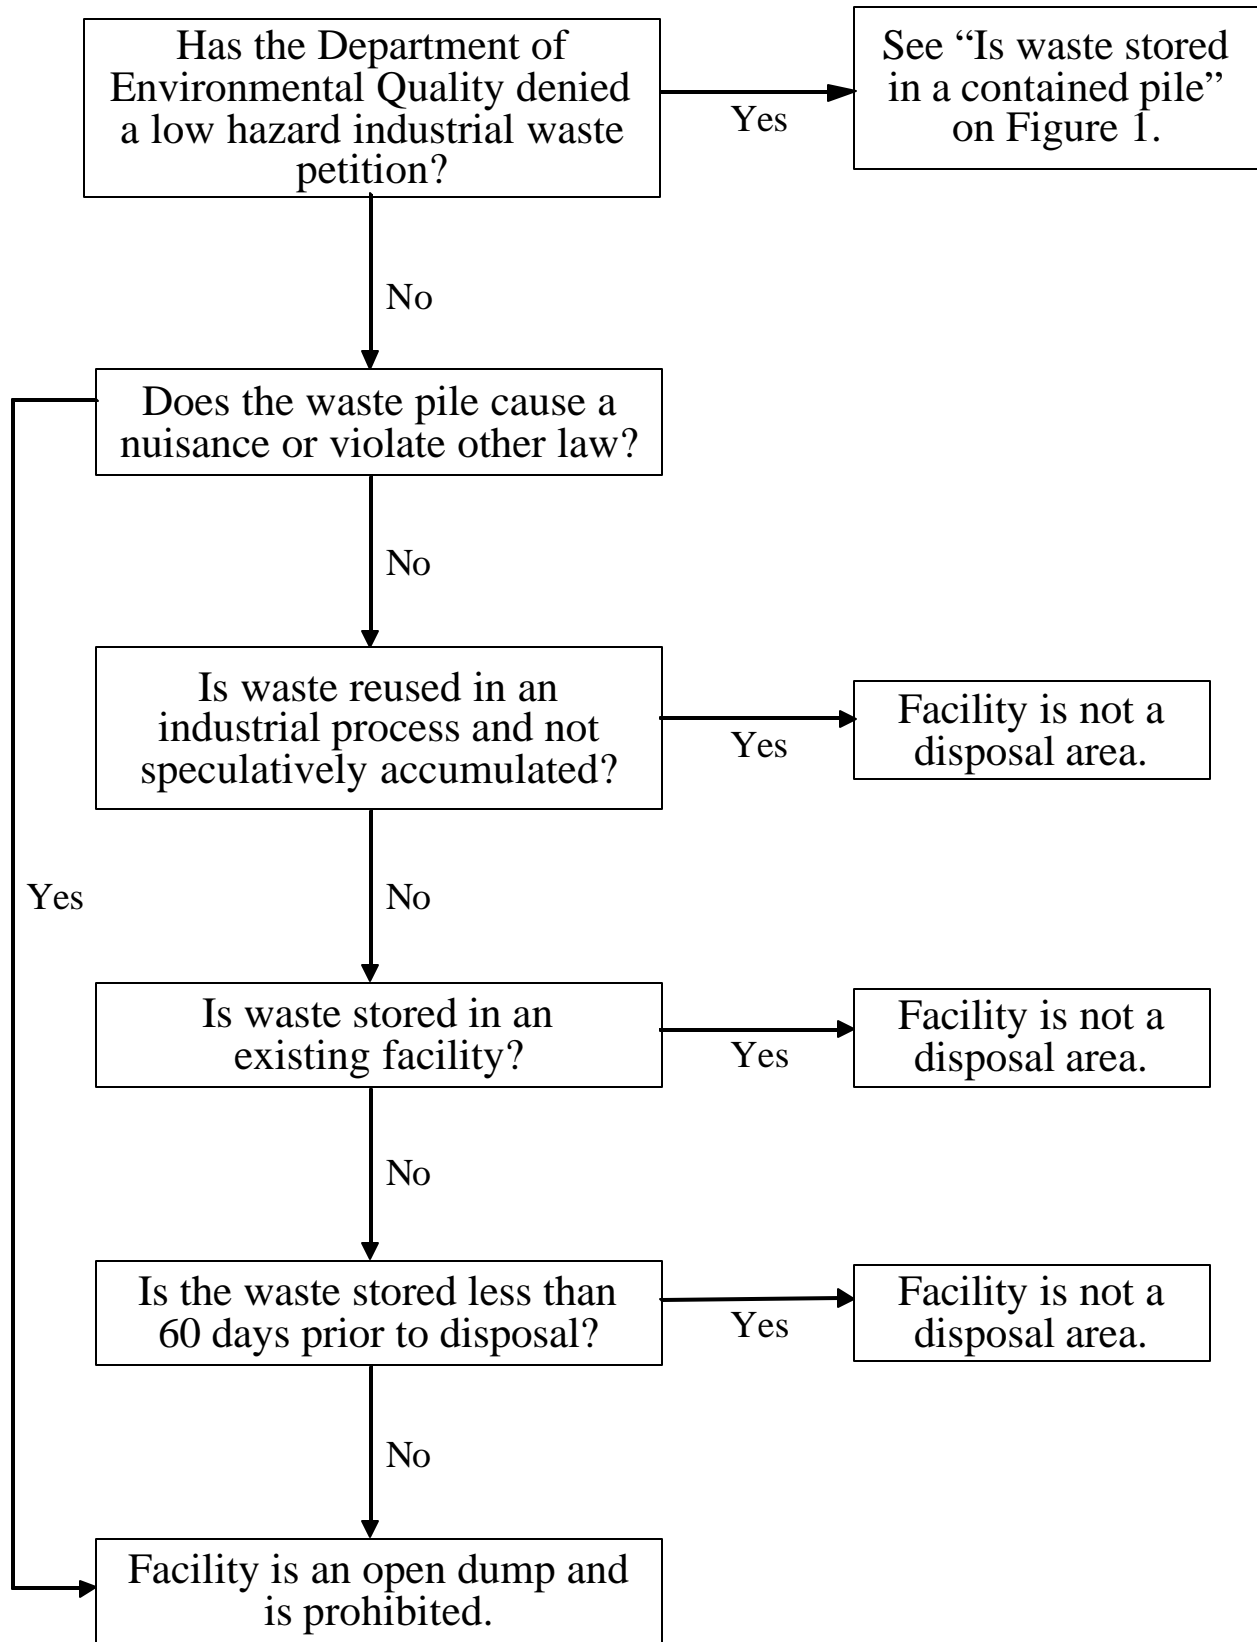 Has the Department of
Environmental Quality denied
a low hazard industrial waste
petition?
Yes
See “Is waste stored
in a contained pile”
on Figure 1.
No
Does the waste pile cause a
nuisance or violate other law?
No
Is waste reused in an
industrial process and not
speculatively accumulated?
Yes
Facility is not a
disposal area.
Yes
No
Is waste stored in an
existing facility?
Yes
Facility is not a
disposal area.
No
Is the waste stored less than
60 days prior to disposal?
Yes
Facility is not a
disposal area.
No
Facility is an open dump and
is prohibited.